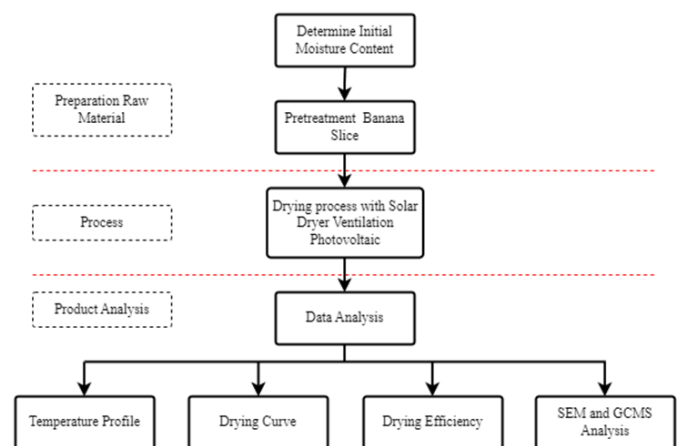 Determine Initial
Moisture Content
Preparation Raw
Material
Pretreatment Banana
Slice
Drying process with Solar
Dryer Ventilation
Photovoltaic
Process
Product Analysis
Data Analysis
Temperature Profile
Drying Curve
Drying Efficiency
SEM and GCMS
Analysis